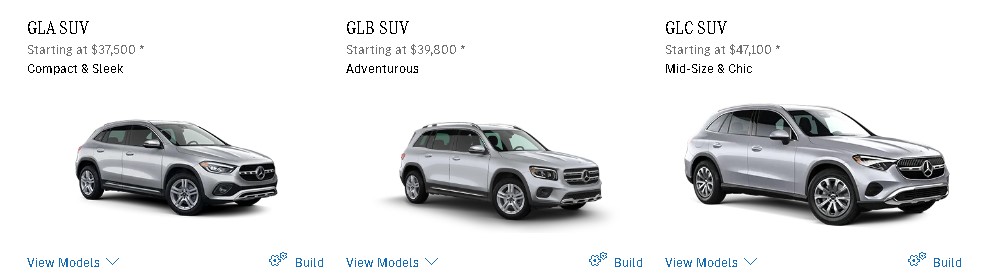 GLA SUV
Starting at $37,500 *
Compact & Sleek
View Models
Build
GLB SUV
Starting at $39,800 *
Adventurous
View Models
Build
GLC SUV
Starting at $47,100 *
Mid-Size & Chic
View Models
Build